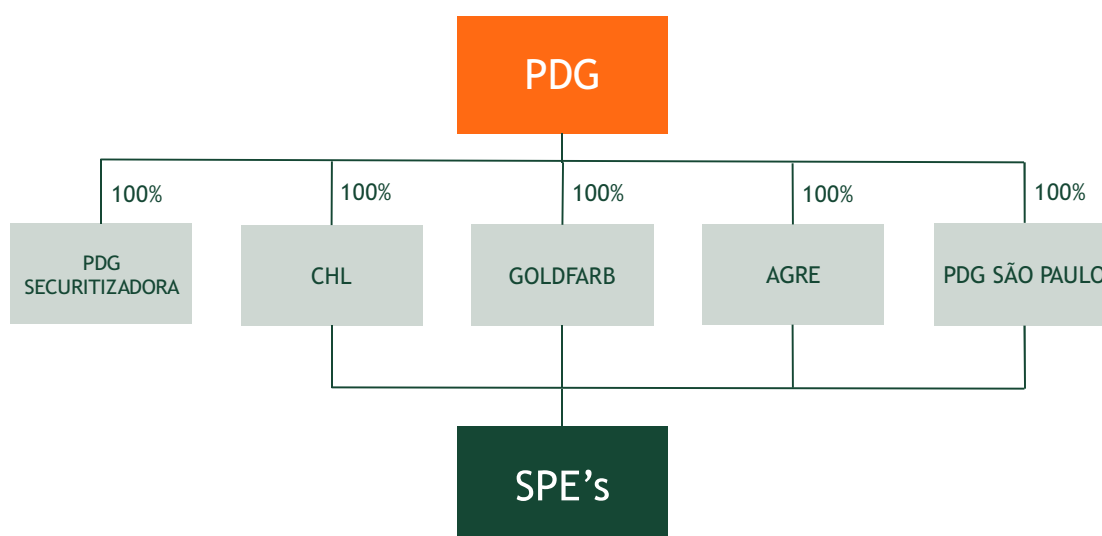 PDG
100%
100%
100%
100%
100%
PDG
SECURITIZADORA
CHL
GOLDFARB
AGRE
PDG SÃO PAULO
SPE’s